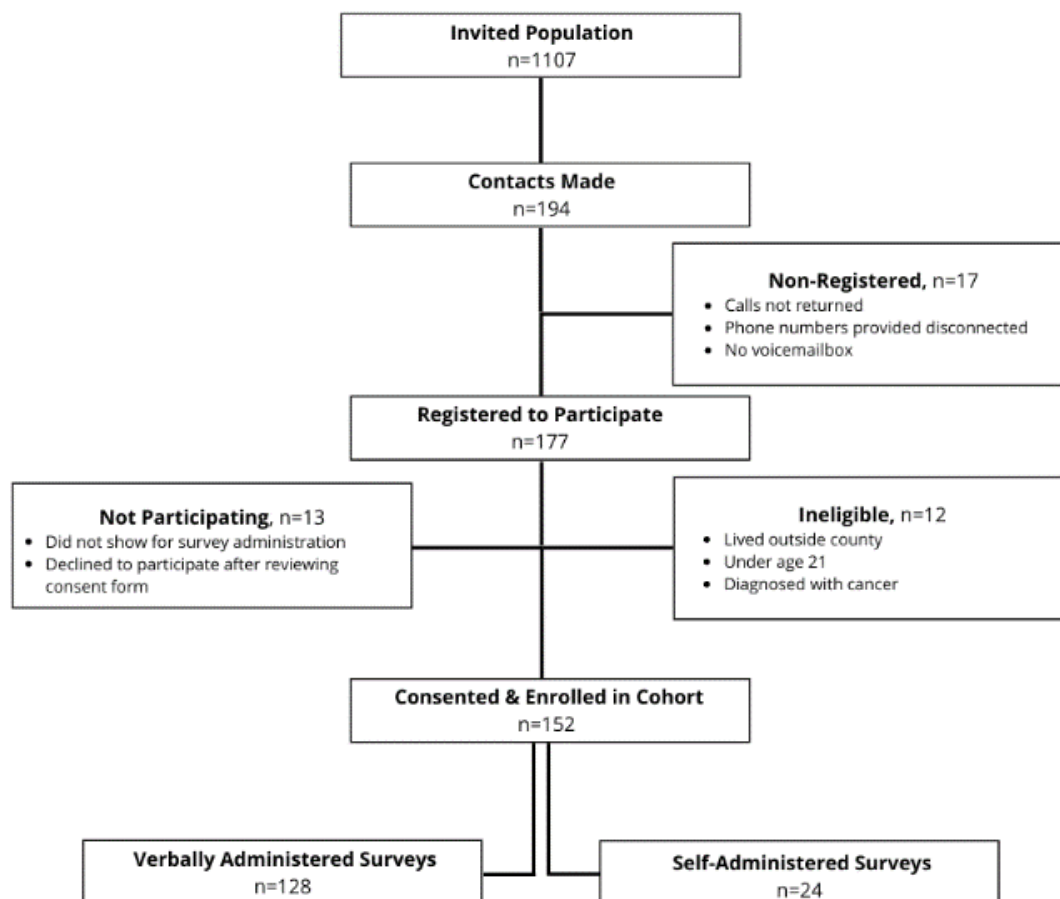 Invited Population
n=1107
Contacts Made
n=194
Non-Registered, n=17
• Calls not returned
• Phone numbers provided disconnected
• No voicemailbox
Registered to Participate
n=177
Not Participating, n=13
• Did not show for survey administration
• Declined to participate after reviewing
consent form
Ineligible, n=12
• Lived outside county
• Under age 21
• Diagnosed with cancer
Consented & Enrolled in Cohort
n=152
Verbally Administered Surveys
n=128
Self-Administered Surveys
n=24